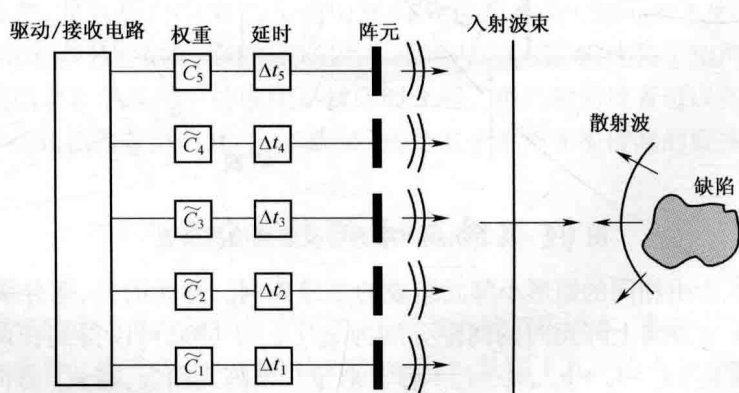 驱动/接收电路 权重 延时 阵元 入射波束
C̃₅ Δt₅
散射波
C̃₄ Δt₄
缺陷
C̃₃ Δt₃
C̃₂ Δt₂
C̃₁ Δt₁